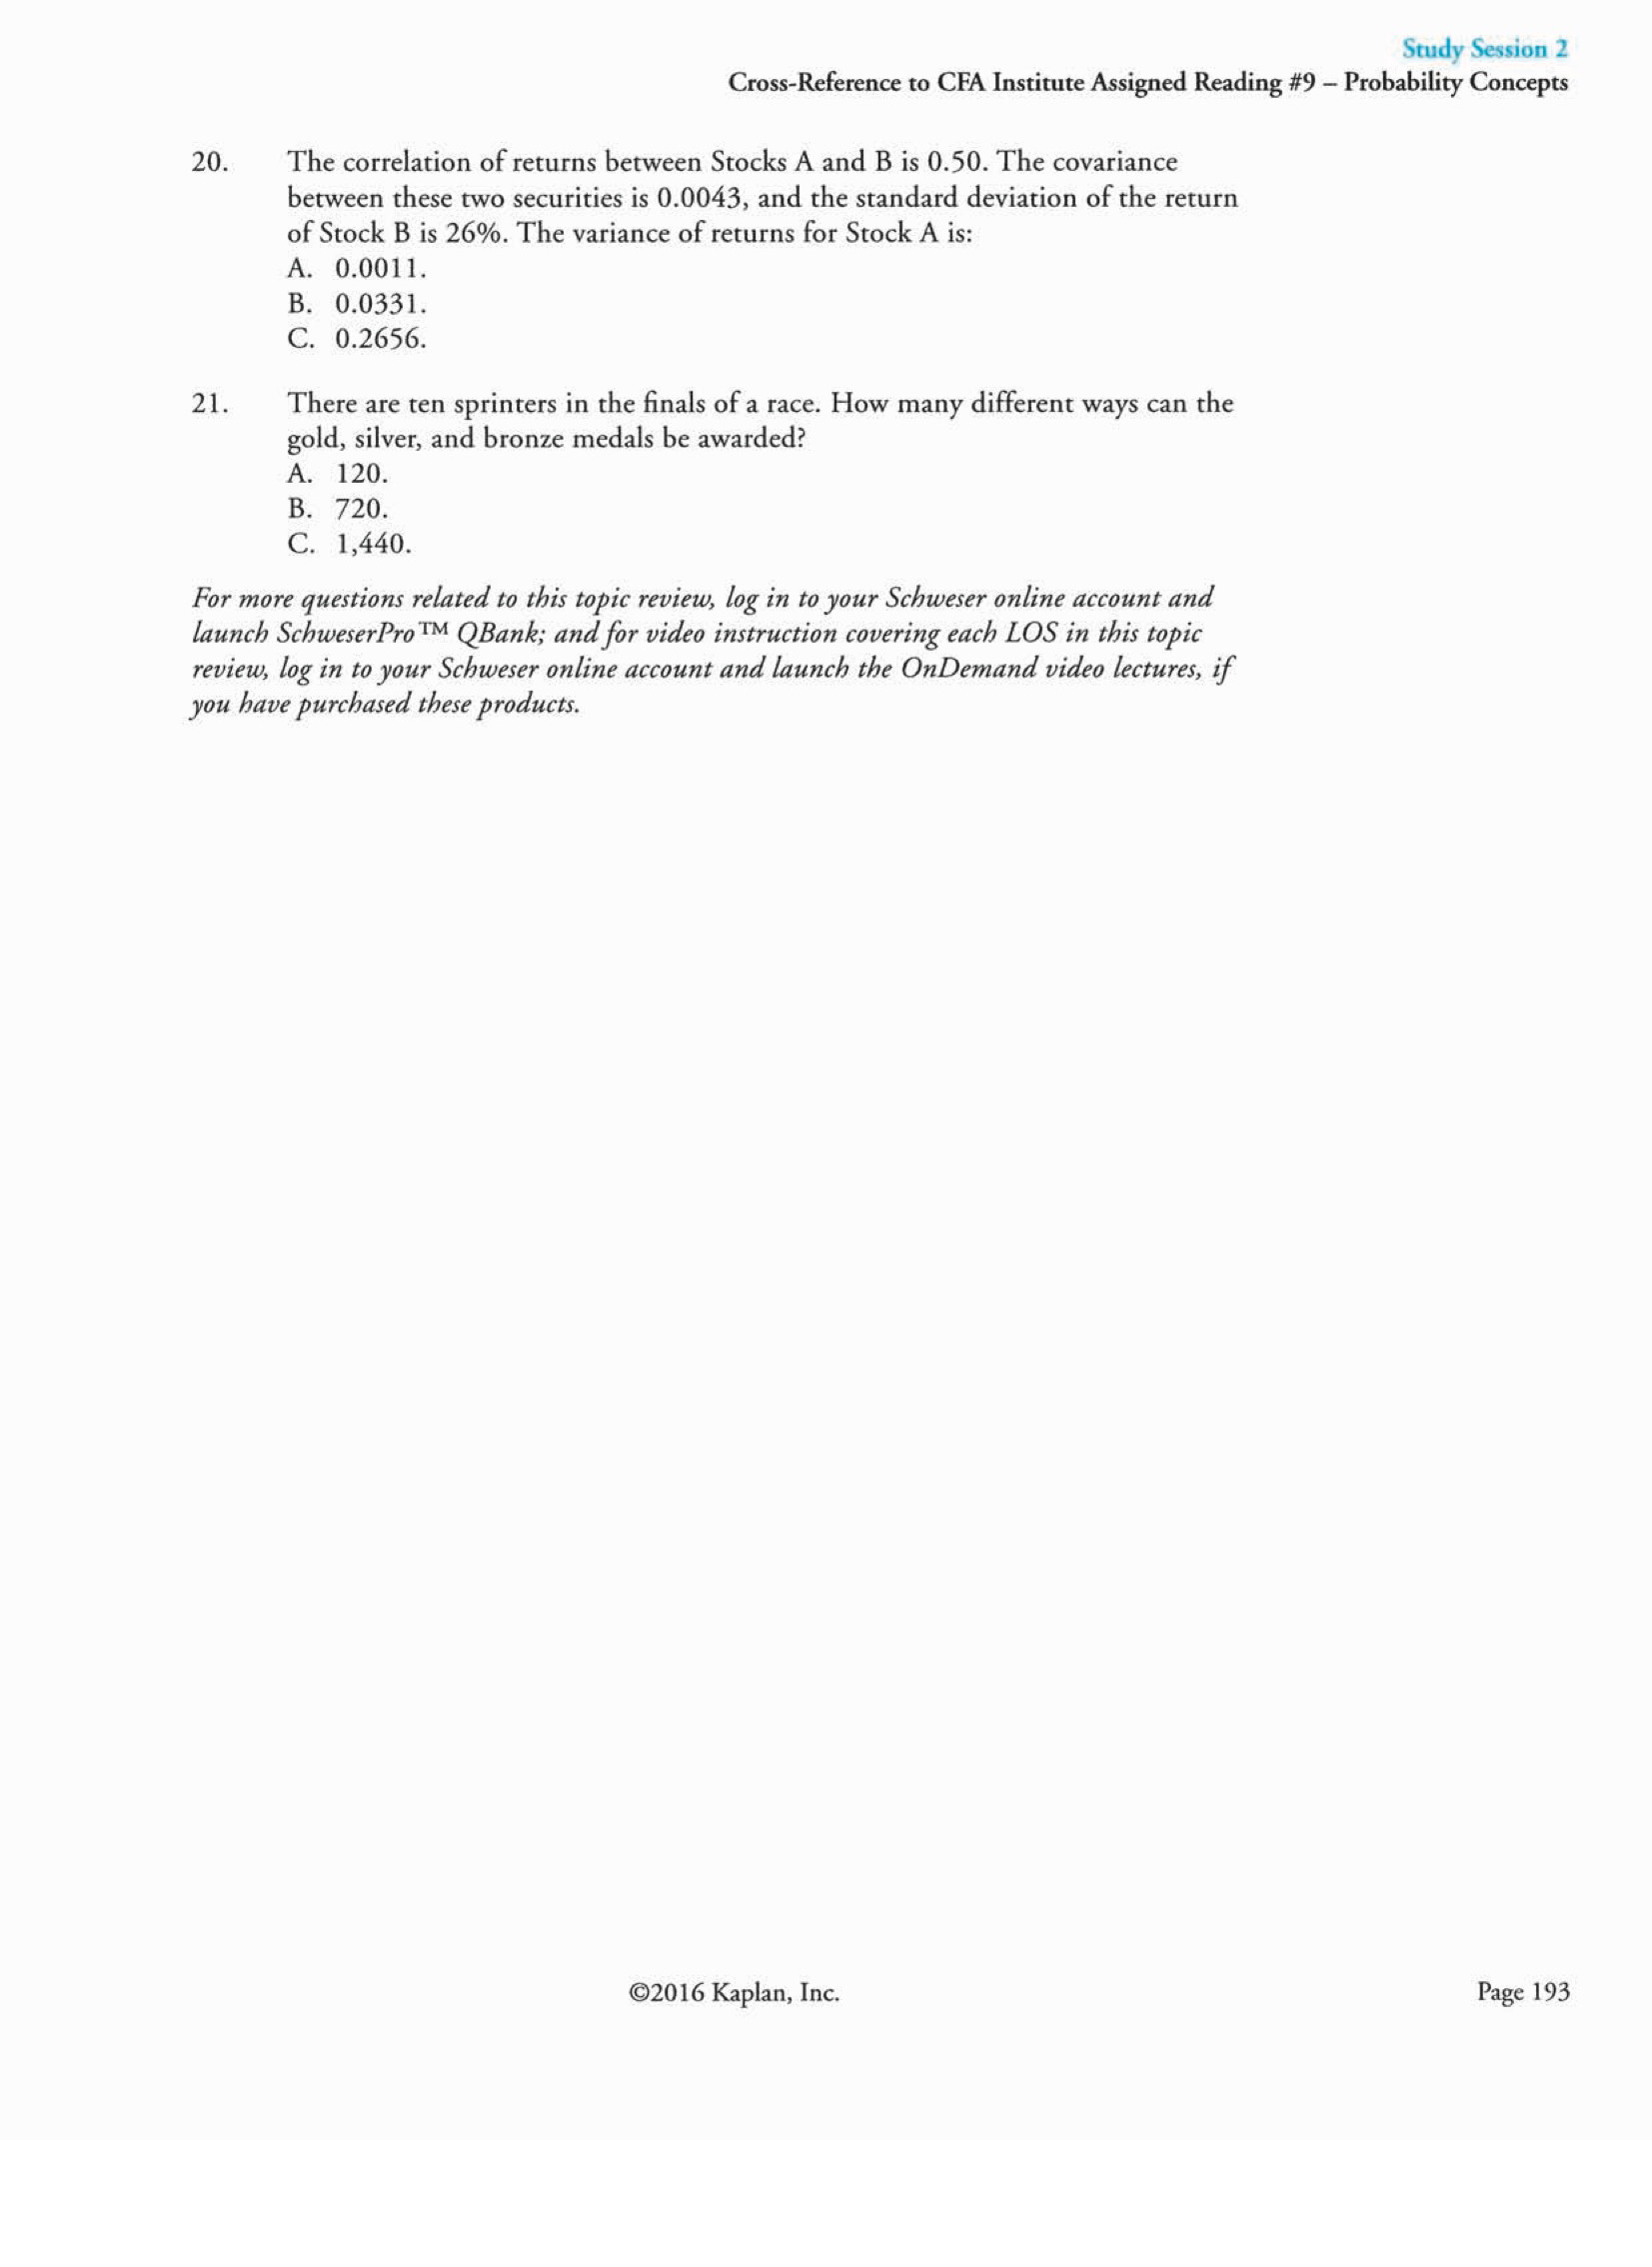 Study Session 2
Cross-Reference to CFA Institute Assigned Reading #9 – Probability Concepts
20. The correlation of returns between Stocks A and B is 0.50. The covariance
between these two securities is 0.0043, and the standard deviation of the return
of Stock B is 26%. The variance of returns for Stock A is:
A. 0.0011.
B. 0.0331.
C. 0.2656.
21. There are ten sprinters in the finals of a race. How many different ways can the
gold, silver, and bronze medals be awarded?
A. 120.
B. 720.
C. 1,440.
For more questions related to this topic review, log in to your Schweser online account and
launch SchweserPro™ QBank; and for video instruction covering each LOS in this topic
review, log in to your Schweser online account and launch the OnDemand video lectures, if
you have purchased these products.
©2016 Kaplan, Inc.
Page 193